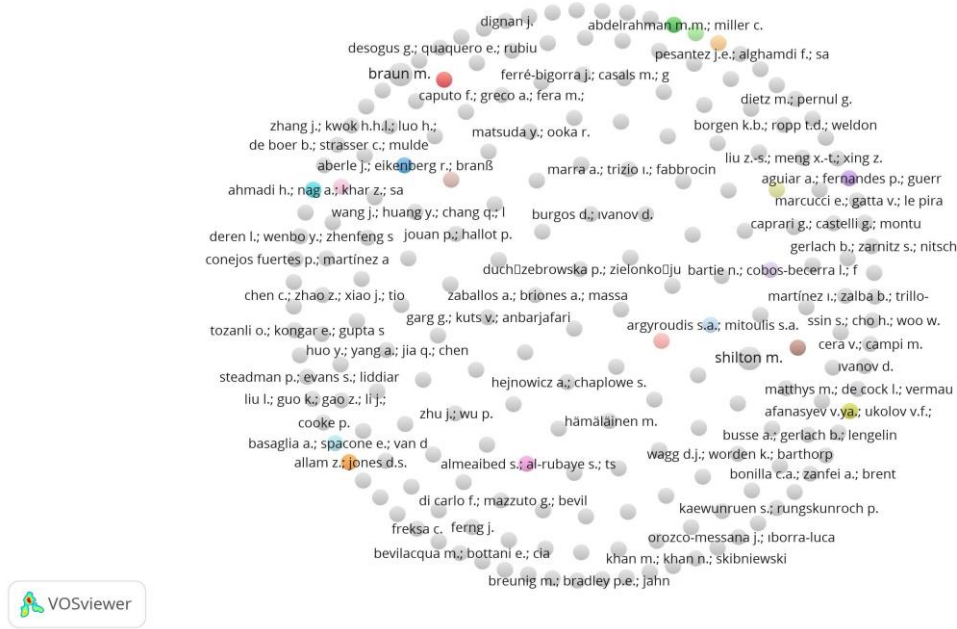 dignan j.
abdelrahman m.m.; miller c.
desogus g.; quaquero e.; rubiu
pesantez j.e.; alghamdi f.; sa
braun m.
ferré-bigorra j.; casals m.; g
caputo f.; greco a.; fera m.;
dietz m.; pernul g.
zhang j.; kwok h.h.l.; luo h.;
matsuda y.; ooka r.
borgen k.b.; ropp t.d.; weldon
de boer b.; strasser c.; mulde
liu z.-s.; meng x.-t.; xing z.
aberle j.; eikenberg r.; branß
marra a.; trizio ı.; fabbrocin
aguiar a.; fernandes p.; guerr
ahmadi h.; nag a.; khar z.; sa
marcucci e.; gatta v.; le pira
wang j.; huang y.; chang q.; l
burgos d.; ıvanov d.
caprari g.; castelli g.; montu
deren l.; wenbo y.; zhenfeng s
jouan p.; hallot p.
gerlach b.; zarnitz s.; nitsch
conejos fuertes p.; martínez a
duch▯zebrowska p.; zielonko▯ju
bartie n.; cobos-becerra l.; f
chen c.; zhao z.; xiao j.; tio
zaballos a.; briones a.; massa
martínez ı.; zalba b.; trillo-
garg g.; kuts v.; anbarjafari
argyroudis s.a.; mitoulis s.a.
ssin s.; cho h.; woo w.
tozanli o.; kongar e.; gupta s
cera v.; campi m.
huo y.; yang a.; jia q.; chen
shilton m.
ıvanov d.
steadman p.; evans s.; liddiar
hejnowicz a.; chaplowe s.
matthys m.; de cock l.; vermau
liu l.; guo k.; gao z.; li j.;
zhu j.; wu p.
afanasyev v.ya.; ukolov v.f.;
cooke p.
hämäläinen m.
busse a.; gerlach b.; lengelin
basaglia a.; spacone e.; van d
wagg d.j.; worden k.; barthorp
allam z.; jones d.s.
almeaibed s.; al-rubaye s.; ts
bonilla c.a.; zanfei a.; brent
di carlo f.; mazzuto g.; bevil
kaewunruen s.; rungskunroch p.
freksa c.
ferng j.
orozco-messana j.; ıborra-luca
bevilacqua m.; bottani e.; cia
khan m.; khan n.; skibniewski
breunig m.; bradley p.e.; jahn
VOSviewer